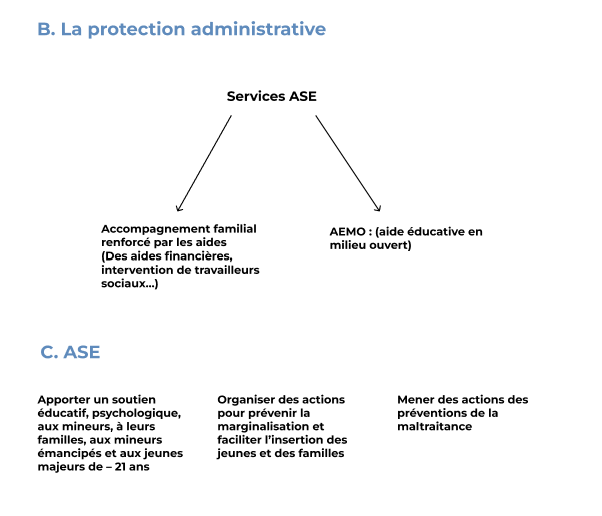 B. La protection administrative
Services ASE
Accompagnement familial
renforcé par les aides
(Des aides financières,
intervention de travailleurs
sociaux...)
AEMO : (aide éducative en
milieu ouvert)
C. ASE
Apporter un soutien
éducatif, psychologique,
aux mineurs, à leurs
familles, aux mineurs
émancipés et aux jeunes
majeurs de – 21 ans
Organiser des actions
pour prévenir la
marginalisation et
faciliter l'insertion des
jeunes et des familles
Mener des actions des
préventions de la
maltraitance